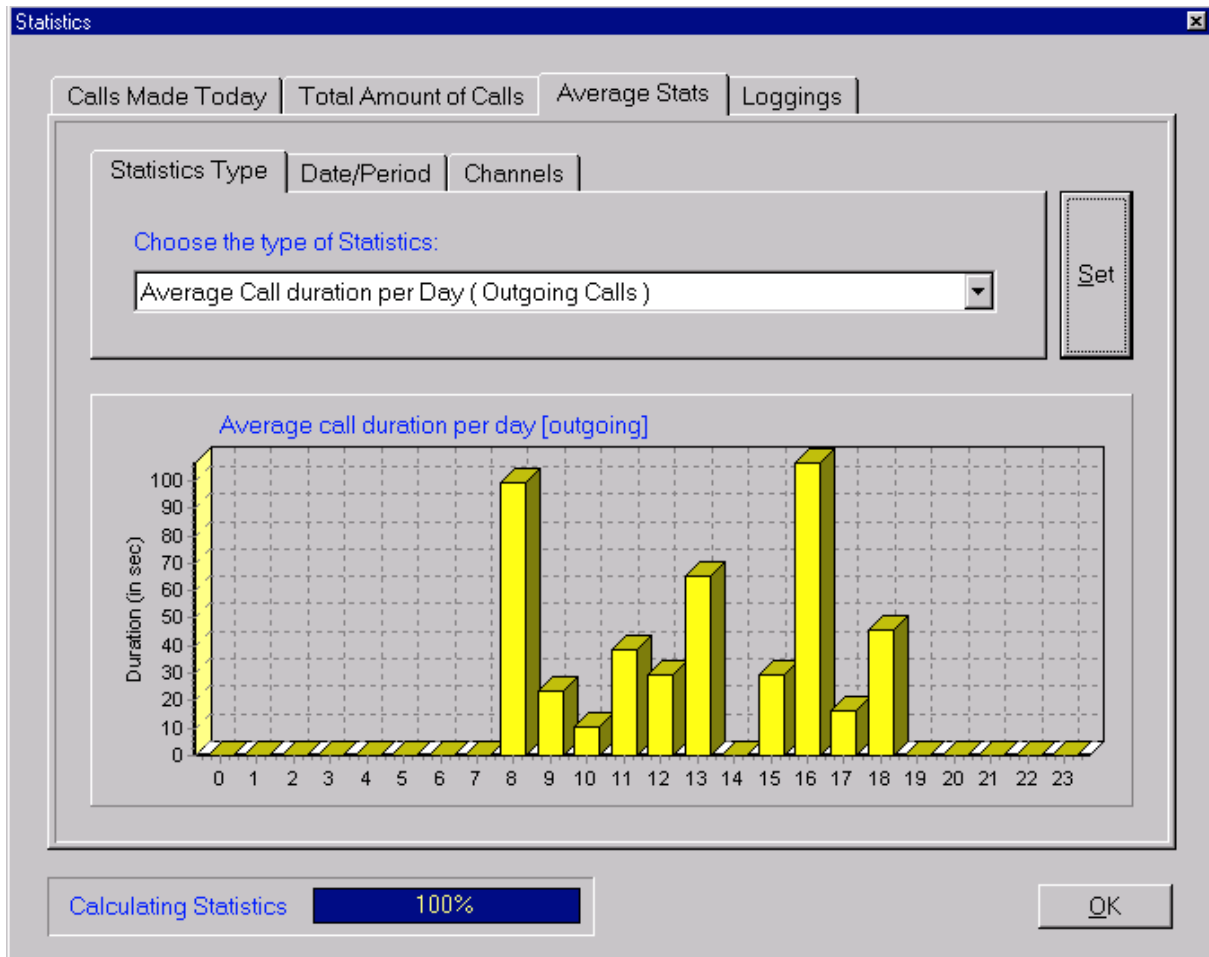 Statistics
Calls Made Today
Total Amount of Calls
Average Stats
Loggings
Statistics Type
Date/Period
Channels
Choose the type of Statistics:
Average Call duration per Day ( Outgoing Calls )
Set
Average call duration per day [outgoing]
Duration (in sec)
100
90
80
70
60
50
40
30
20
10
0
0 1 2 3 4 5 6 7 8 9 10 11 12 13 14 15 16 17 18 19 20 21 22 23
Calculating Statistics
100%
OK